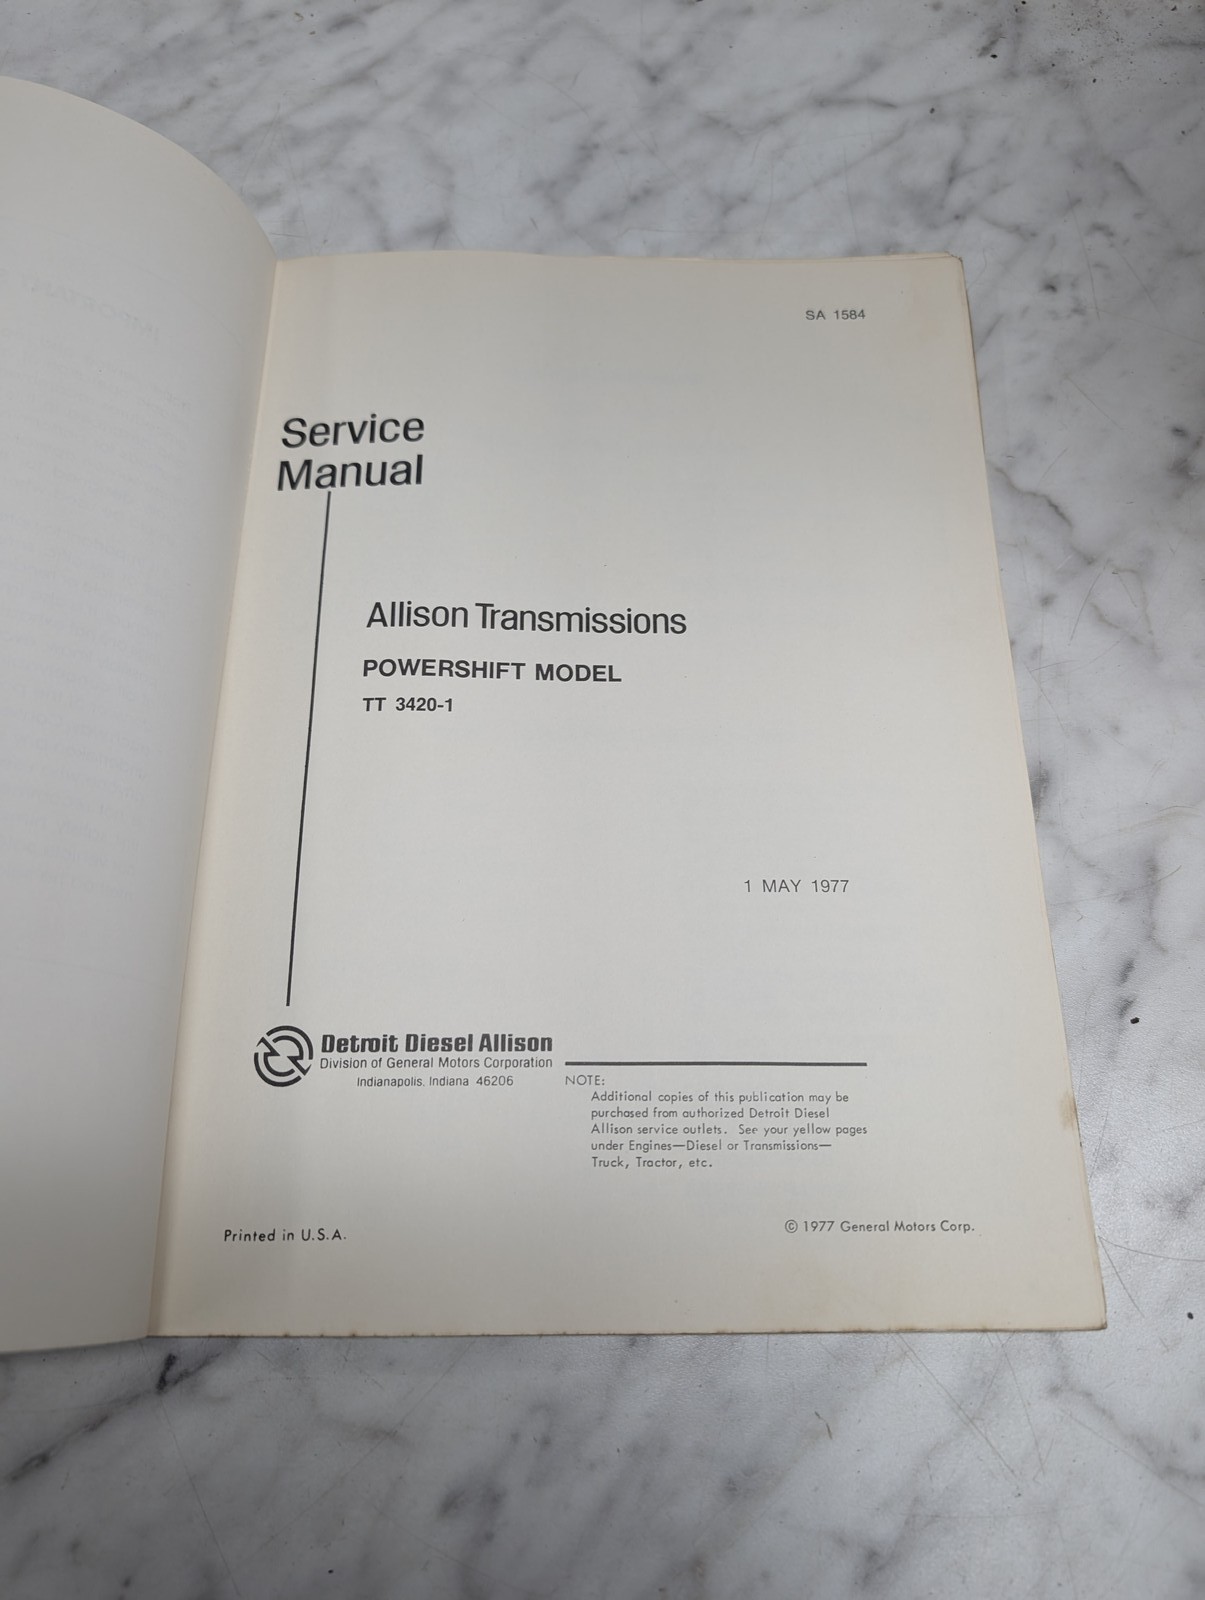 SA 1584
Service
Manual
Allison Transmissions
POWERSHIFT MODEL
TT 3420-1
1 MAY 1977
Detroit Diesel Allison
Division of General Motors Corporation
Indianapolis, Indiana 46206
NOTE:
Additional copies of this publication may be
purchased from authorized Detroit Diesel
Allison service outlets. See your yellow pages
under Engines—Diesel or Transmissions—
Truck, Tractor, etc.
Printed in U.S.A.
© 1977 General Motors Corp.